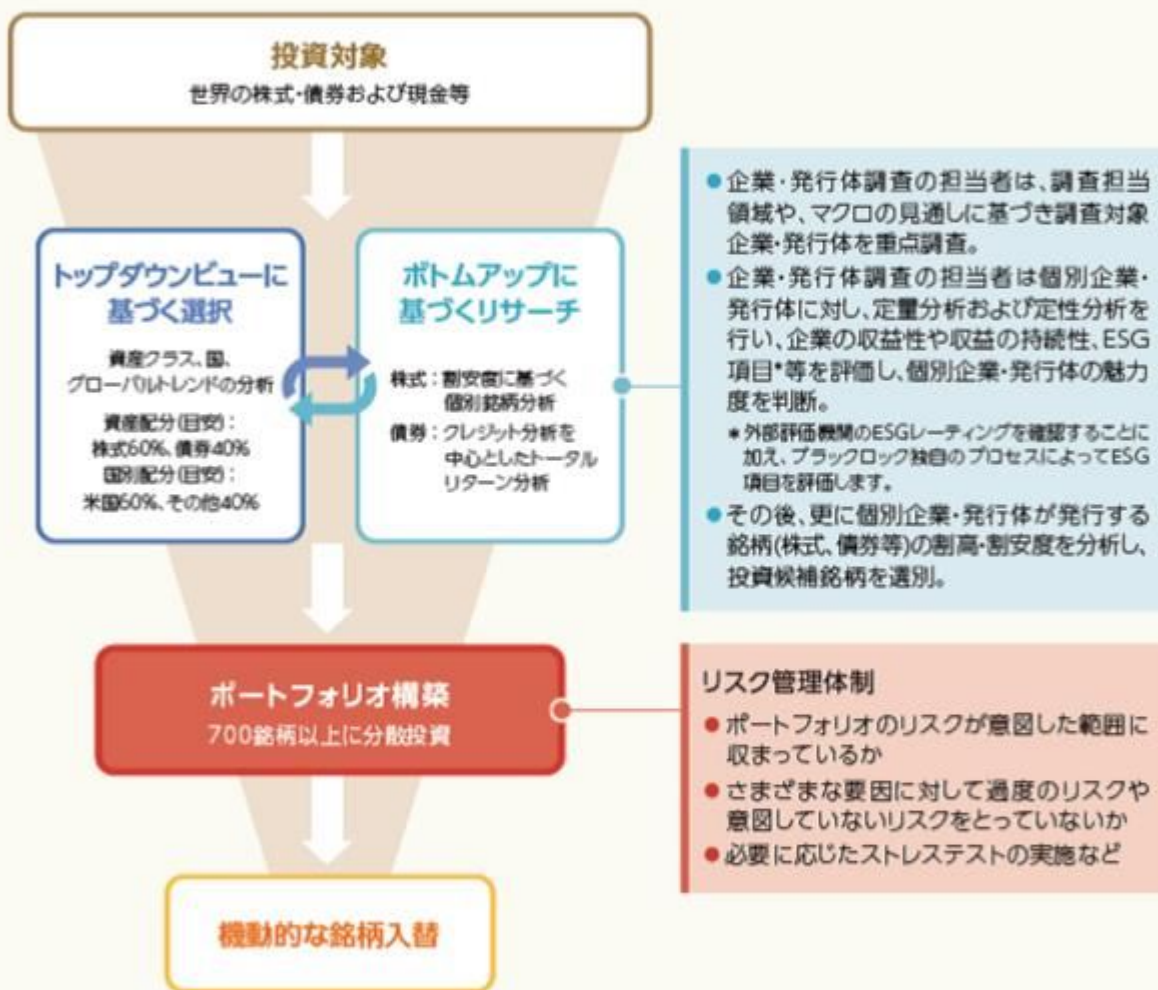 投資対象
世界の株式・債券および現金等
トップダウンビューに
基づく選択
資産クラス、国、
グローバルトレンドの分析
資産配分(目安):
株式60%、債券40%
国別配分(目安):
米国60%、その他40%
ボトムアップに
基づくリサーチ
株式:割安度に基づく
個別銘柄分析
債券:クレジット分析を
中心としたトータル
リターン分析
●企業・発行体調査の担当者は、調査担当
領域や、マクロの見通しに基づき調査対象
企業・発行体を重点調査。
●企業・発行体調査の担当者は個別企業・
発行体に対し、定量分析および定性分析を
行い、企業の収益性や収益の持続性、ESG
項目*等を評価し、個別企業・発行体の魅力
度を判断。
*外部評価機関のESGレーティングを確認することに
加え、ブラックロック独自のプロセスによってESG
項目を評価します。
●その後、更に個別企業・発行体が発行する
銘柄(株式、債券等)の割高・割安度を分析し、
投資候補銘柄を選別。
ポートフォリオ構築
700銘柄以上に分散投資
リスク管理体制
●ポートフォリオのリスクが意図した範囲に
収まっているか
●さまざまな要因に対して過度のリスクや
意図していないリスクをとっていないか
●必要に応じたストレステストの実施など
機動的な銘柄入替